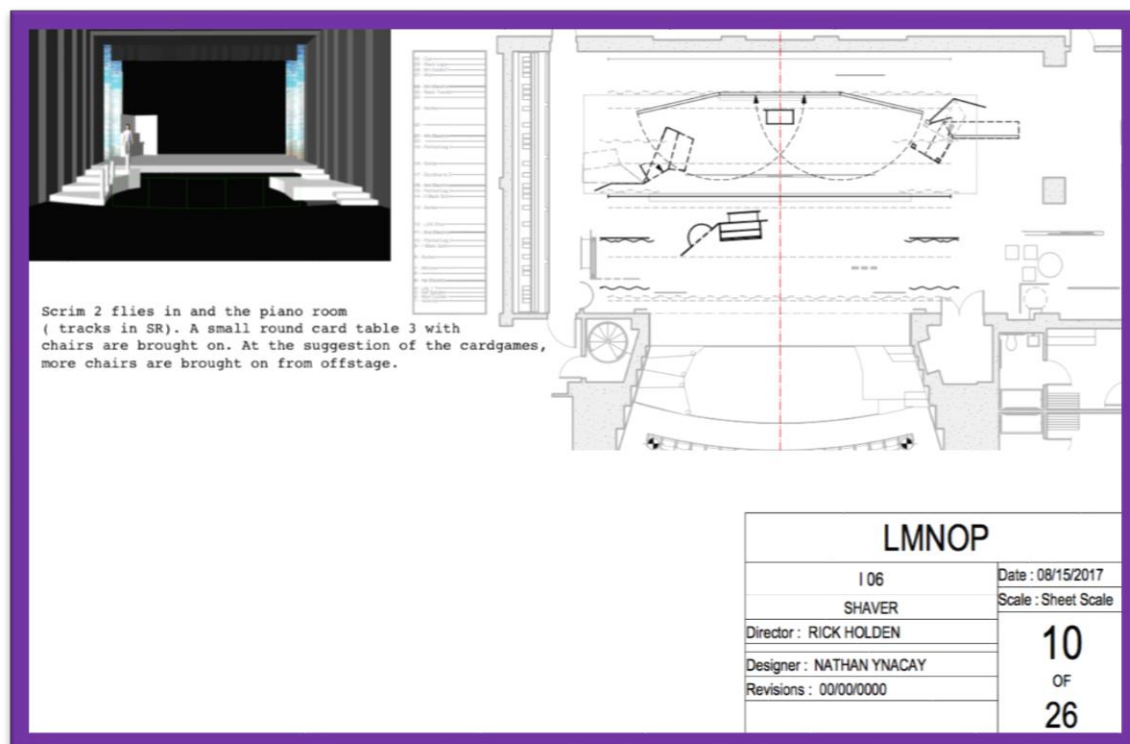 Scrim 2 flies in and the piano room
( tracks in SR). A small round card table 3 with
chairs are brought on. At the suggestion of the cardgames,
more chairs are brought on from offstage.
LMNOP
I 06
SHAVER
Director : RICK HOLDEN
Designer : NATHAN YNACAY
Revisions : 00/00/0000
Date : 08/15/2017
Scale : Sheet Scale
10
OF
26